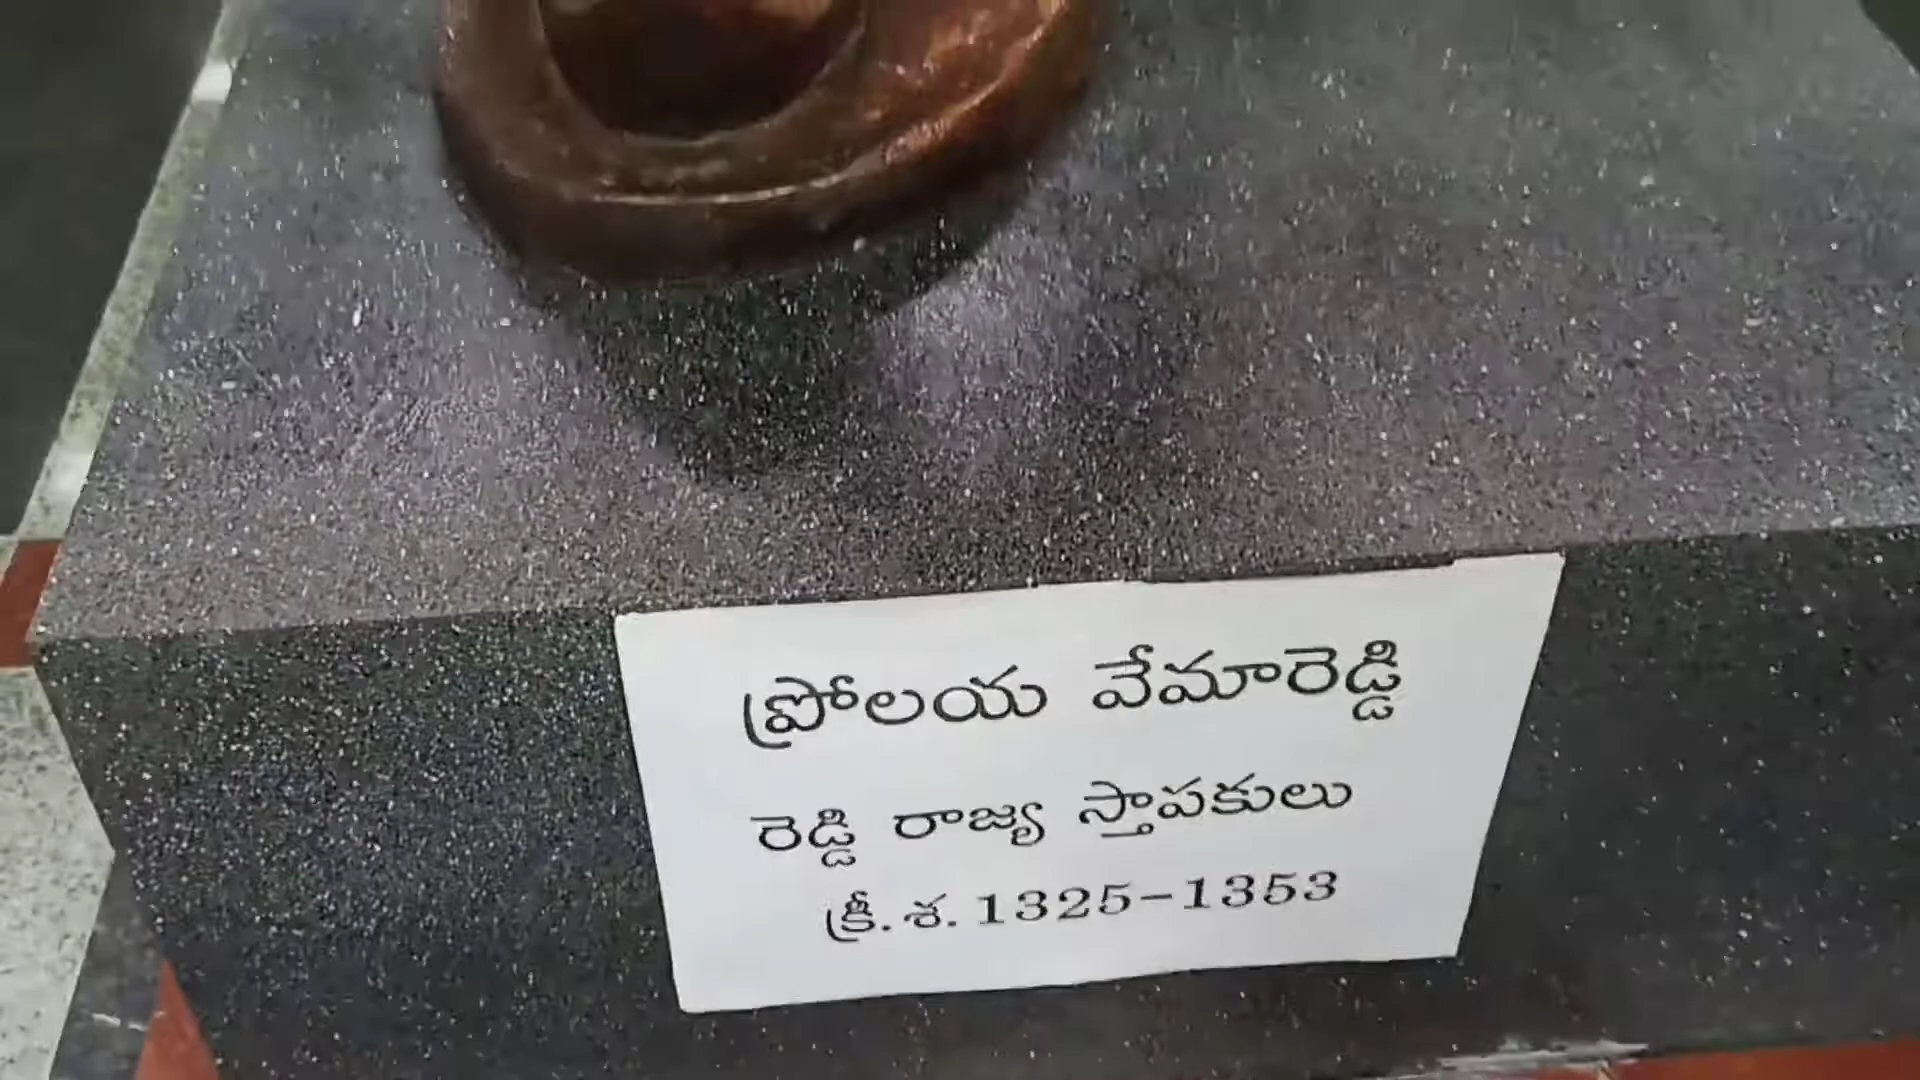 ప్రోలయ వేమారెడ్డి
రెడ్డి రాజ్య స్తాపకులు
క్రీ.శ.1325-1353